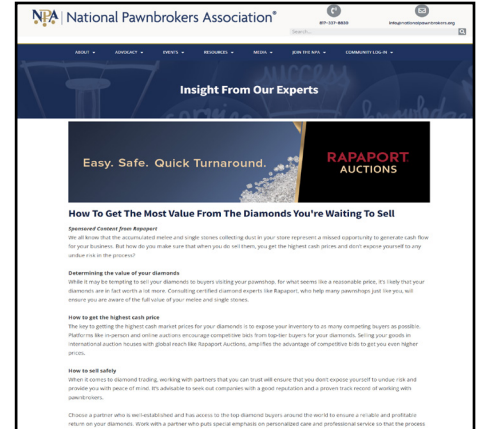 NPA National Pawnbrokers Association®
817-337-8830
info@nationalpawnbrokers.org
Search...
ABOUT ADVOCACY EVENTS RESOURCES MEDIA JOIN THE NPA COMMUNITY LOG-IN
Insight From Our Experts
Easy. Safe. Quick Turnaround.
RAPAPORT
AUCTIONS
How To Get The Most Value From The Diamonds You're Waiting To Sell
Sponsored Content from Rapaport
We all know that the accumulated melee and single stones collecting dust in your store represent a missed opportunity to generate cash flow
for your business. But how do you make sure that when you do sell them, you get the highest cash prices and don't expose yourself to any
undue risk in the process?
Determining the value of your diamonds
While it may be tempting to sell your diamonds to buyers visiting your pawnshop, for what seems like a reasonable price, it's likely that your
diamonds are in fact worth a lot more. Consulting certified diamond experts like Rapaport, who help many pawnshops just like you, will
ensure you are aware of the full value of your melee and single stones.
How to get the highest cash price
The key to getting the highest cash market prices for your diamonds is to expose your inventory to as many competing buyers as possible.
Platforms like in-person and online auctions encourage competitive bids from top-tier buyers for your diamonds. Selling your goods in
international auction houses with global reach like Rapaport Auctions, amplifies the advantage of competitive bids to get you even higher
prices.
How to sell safely
When it comes to diamond trading, working with partners that you can trust will ensure that you don't expose yourself to undue risk and
provide you with peace of mind. It's advisable to seek out companies with a good reputation and a proven track record of working with
pawnbrokers.
Choose a partner who is well-established and has access to the top diamond buyers around the world to ensure a reliable and profitable
return on your diamonds. Work with a partner who puts special emphasis on personalized care and professional service so that the process